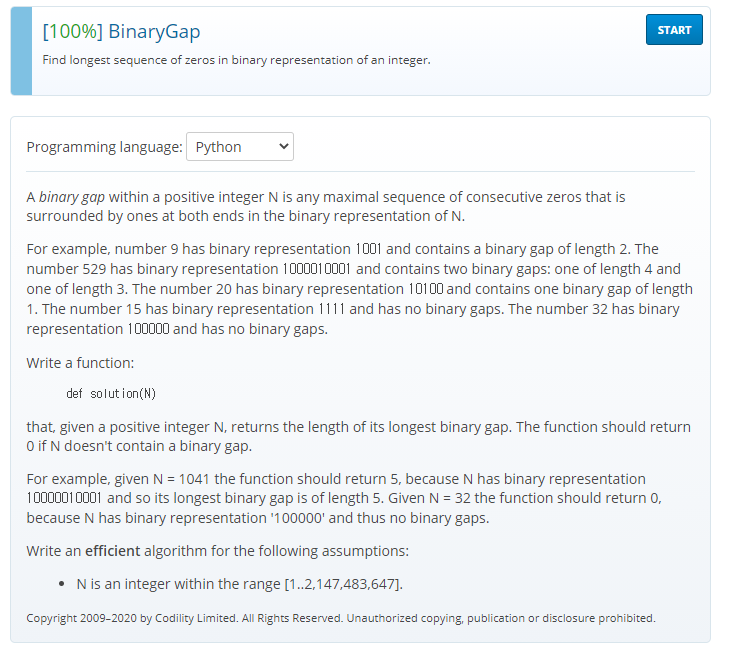 [100%] BinaryGap
START
Find longest sequence of zeros in binary representation of an integer.
Programming language: Python
A binary gap within a positive integer N is any maximal sequence of consecutive zeros that is
surrounded by ones at both ends in the binary representation of N.
For example, number 9 has binary representation 1001 and contains a binary gap of length 2. The
number 529 has binary representation 1000010001 and contains two binary gaps: one of length 4 and
one of length 3. The number 20 has binary representation 10100 and contains one binary gap of length
1. The number 15 has binary representation 1111 and has no binary gaps. The number 32 has binary
representation 100000 and has no binary gaps.
Write a function:
def solution(N)
that, given a positive integer N, returns the length of its longest binary gap. The function should return
0 if N doesn't contain a binary gap.
For example, given N = 1041 the function should return 5, because N has binary representation
10000010001 and so its longest binary gap is of length 5. Given N = 32 the function should return 0,
because N has binary representation '100000' and thus no binary gaps.
Write an efficient algorithm for the following assumptions:
• N is an integer within the range [1..2,147,483,647].
Copyright 2009–2020 by Codility Limited. All Rights Reserved. Unauthorized copying, publication or disclosure prohibited.